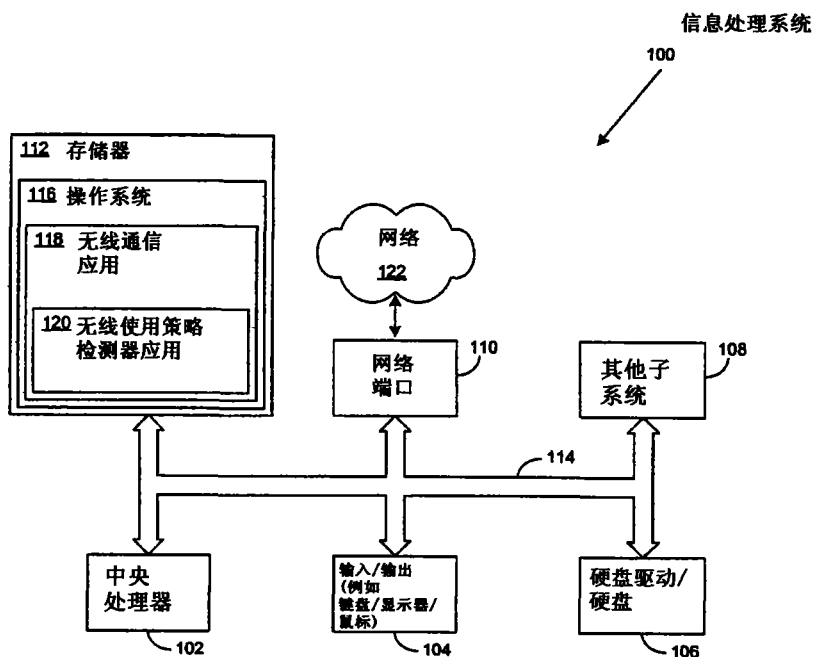 信息处理系统
100
112 存储器
116 操作系统
118 无线通信
应用
120 无线使用策略
检测器应用
网络
122
网络
端口
110
其他子
系统
108
114
中央
处理器
102
输入/输出
(例如
键盘/显示器/
鼠标)
104
硬盘驱动/
硬盘
106